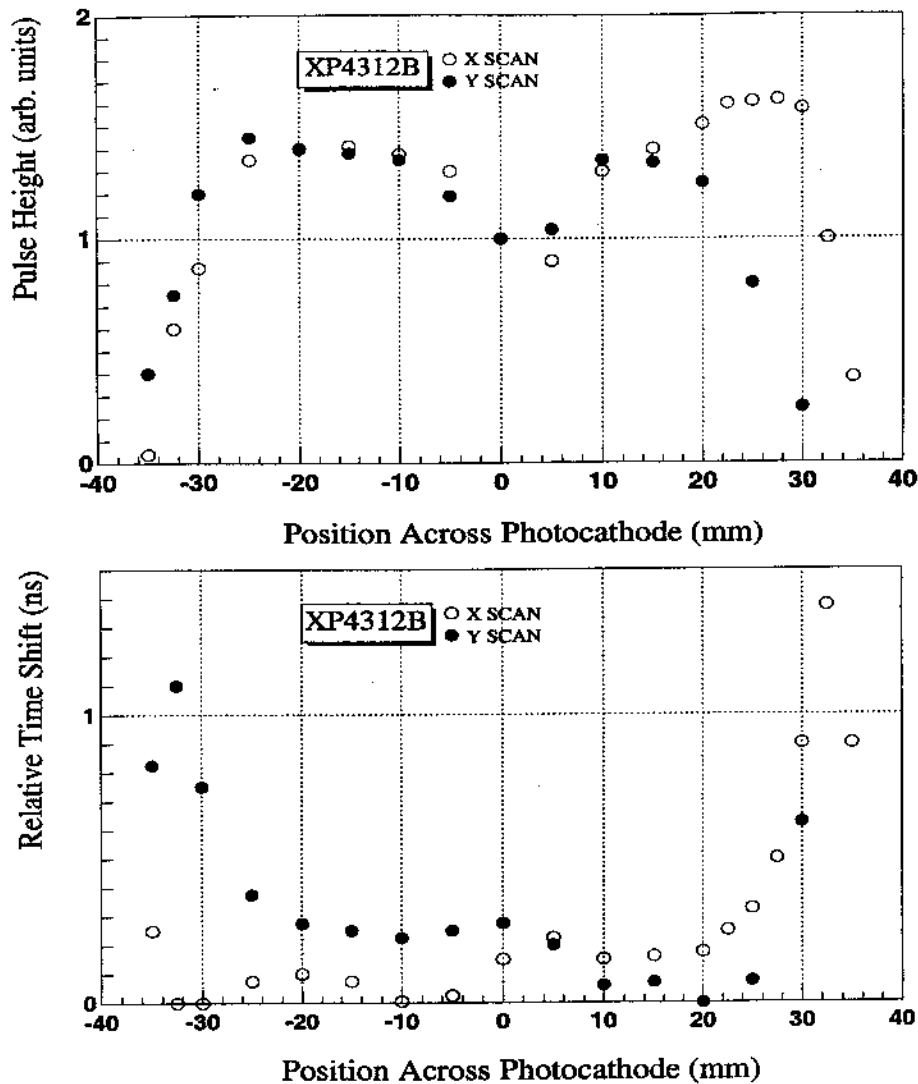 2
XP4312B
X SCAN
Y SCAN
Pulse Height (arb. units)
1
0
-40 -30 -20 -10 0 10 20 30 40
Position Across Photocathode (mm)
XP4312B
X SCAN
Y SCAN
Relative Time Shift (ns)
1
0
-40 -30 -20 -10 0 10 20 30 40
Position Across Photocathode (mm)